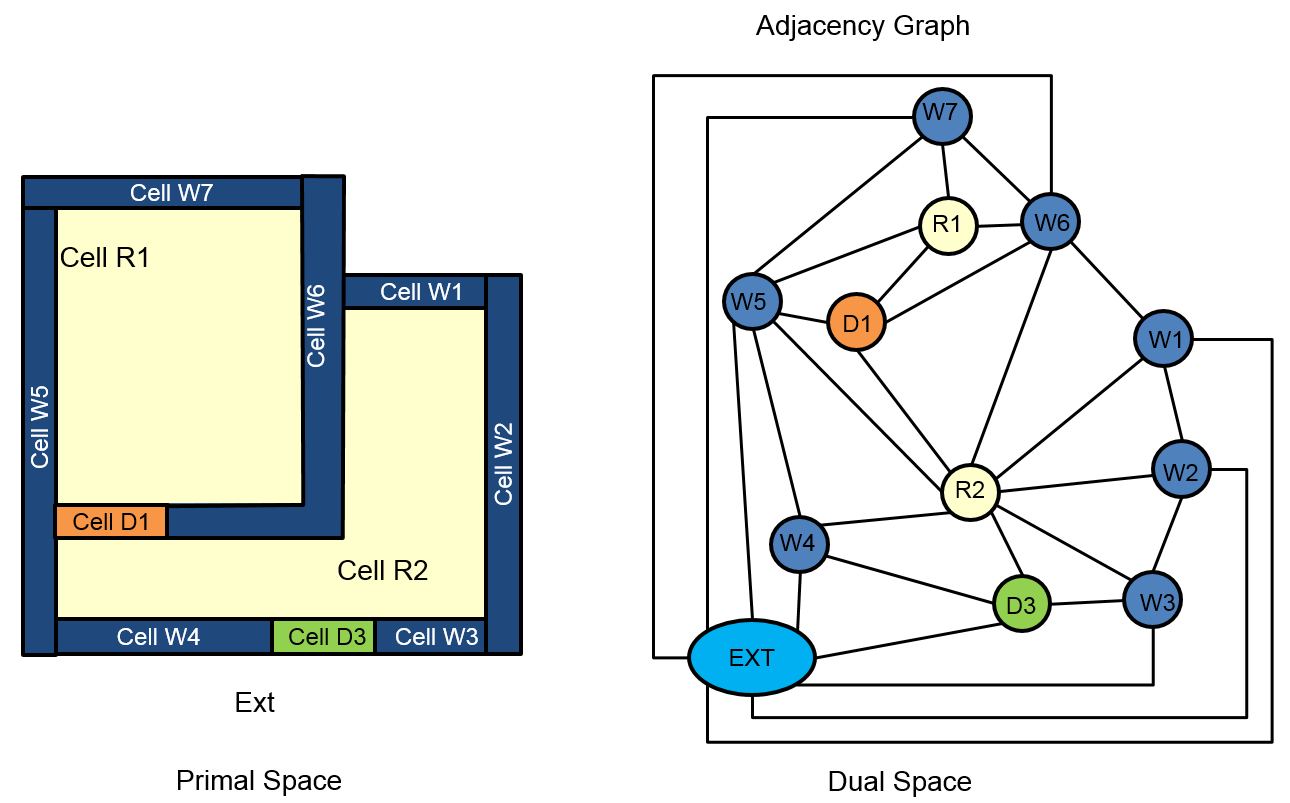 Adjacency Graph
Cell W7
Cell R1
Cell W6
Cell W1
Cell W5
Cell W2
Cell D1
Cell R2
Cell W4
Cell D3
Cell W3
Ext
Primal Space
W7
R1
W6
W5
D1
W1
W2
R2
W4
D3
W3
EXT
Dual Space